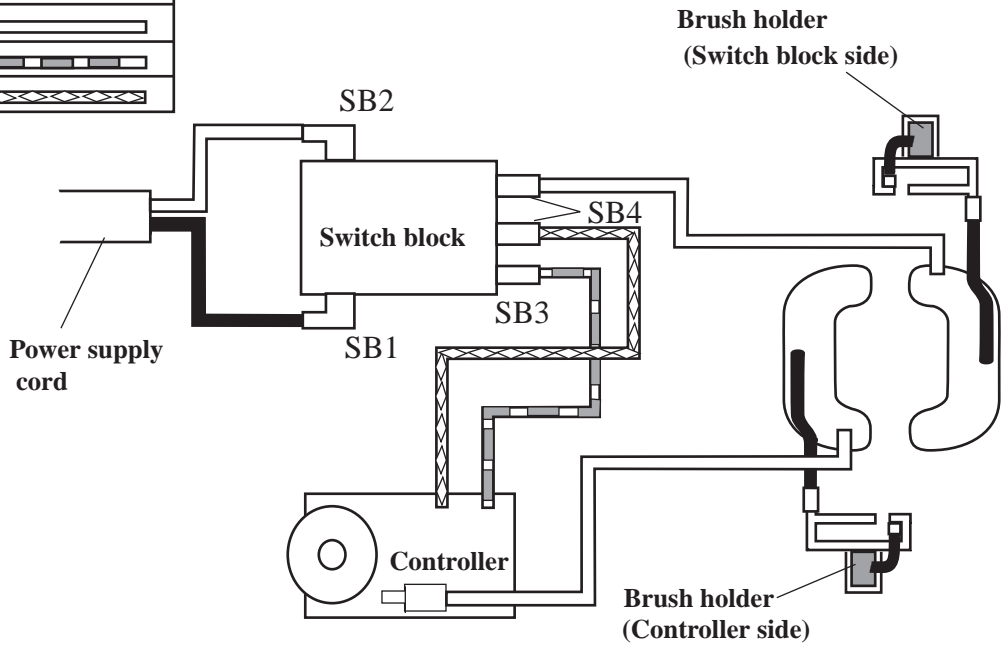 Brush holder
(Switch block side)
SB2
SB4
Switch block
SB3
SB1
Power supply
cord
Controller
Brush holder
(Controller side)